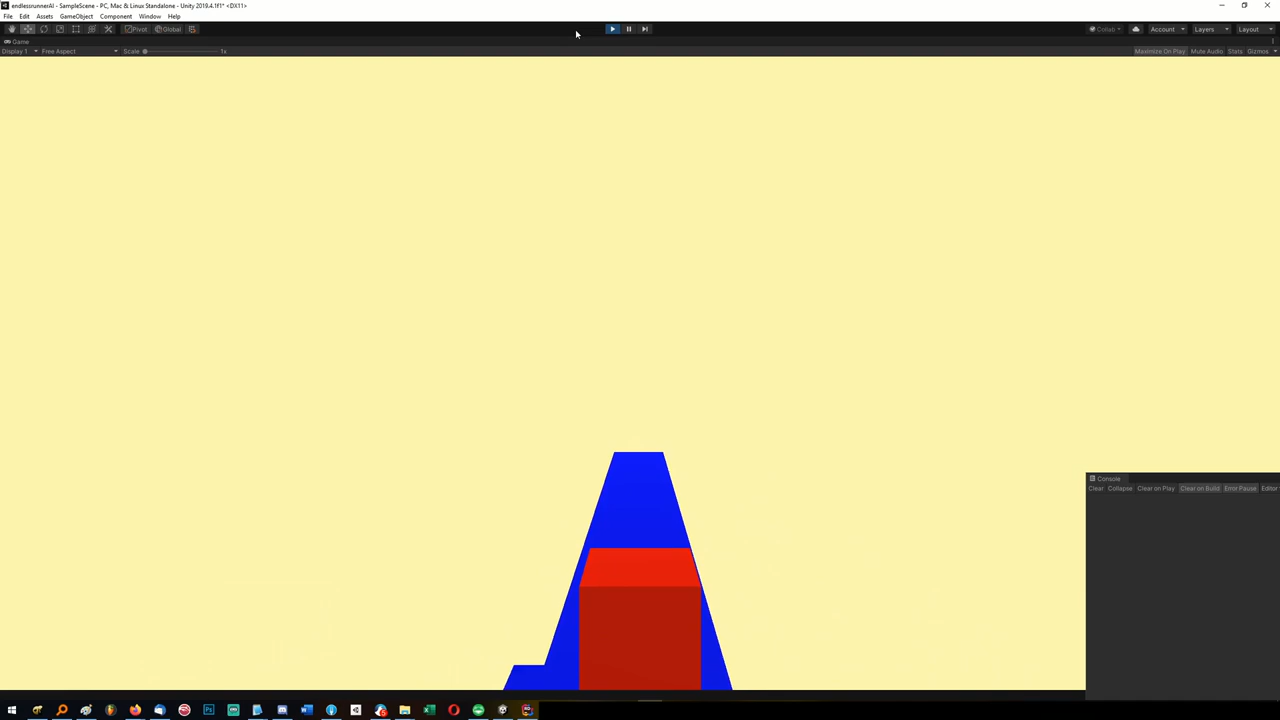 endlessrunnerAI - SampleScene - PC, Mac & Linux Standalone - Unity 2019.4.1f1* <DX11>
File Edit Assets GameObject Component Window Help
Pivot Global Collab Account Layers Layout
Game
Display 1 Free Aspect Scale 1x Maximize On Play Mute Audio Stats Gizmos
Console
Clear Collapse Clear on Play Clear on Build Error Pause Editor